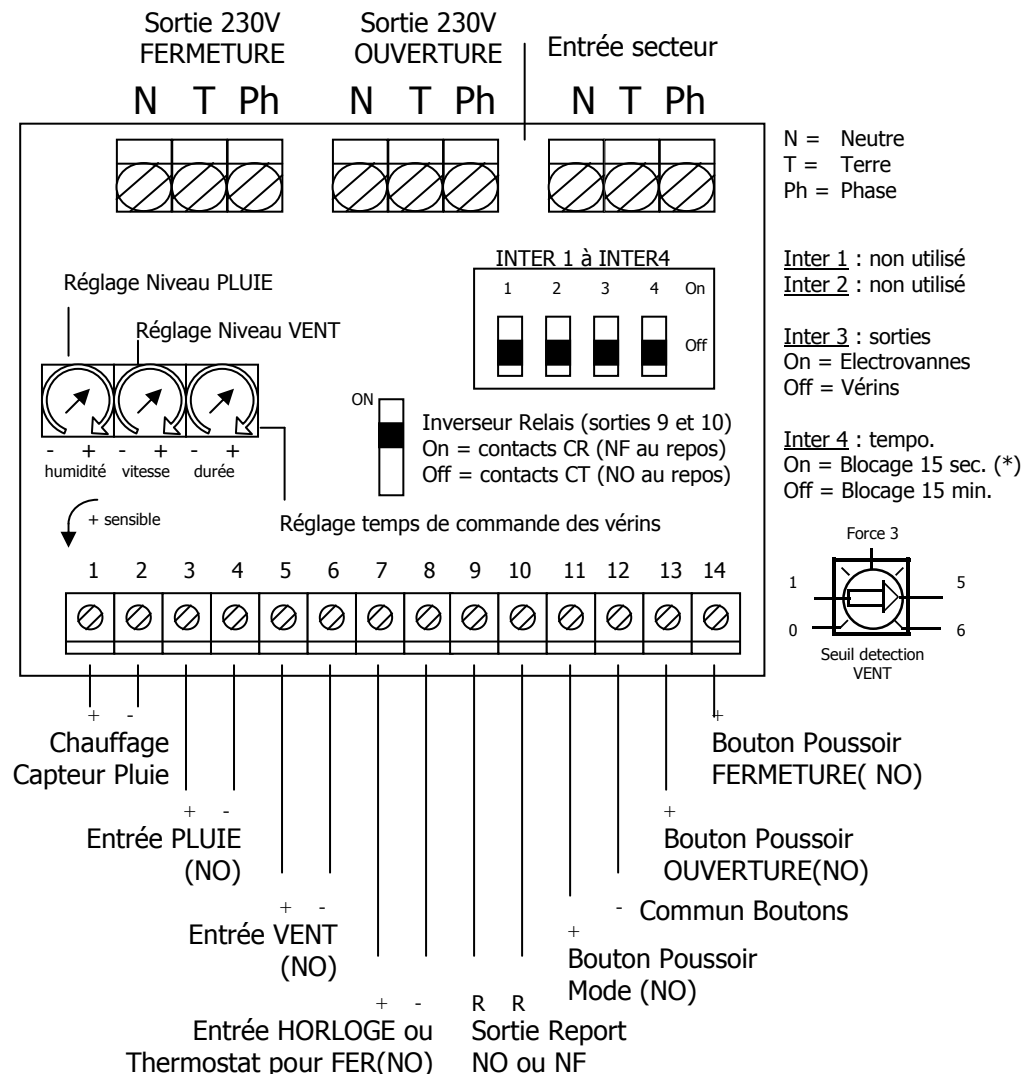 Sortie 230V
FERMETURE
Sortie 230V
OUVERTURE
Entrée secteur
N T Ph
N T Ph
N T Ph
N = Neutre
T = Terre
Ph = Phase
INTER 1 à INTER4
1 2 3 4 On
Off
Inter 1 : non utilisé
Inter 2 : non utilisé
Inter 3 : sorties
On = Electrovannes
Off = Vérins
Inter 4 : tempo.
On = Blocage 15 sec. (*)
Off = Blocage 15 min.
Réglage Niveau PLUIE
Réglage Niveau VENT
- + - + - +
humidité vitesse durée
ON
Inverseur Relais (sorties 9 et 10)
On = contacts CR (NF au repos)
Off = contacts CT (NO au repos)
+ sensible
Réglage temps de commande des vérins
Force 3
1 5
0 6
Seuil detection
VENT
1 2 3 4 5 6 7 8 9 10 11 12 13 14
+ -
Chauffage
Capteur Pluie
+
Bouton Poussoir
FERMETURE( NO)
+ -
Entrée PLUIE
(NO)
+
Bouton Poussoir
OUVERTURE(NO)
+ -
Entrée VENT
(NO)
- Commun Boutons
+
Bouton Poussoir
Mode (NO)
+ -
Entrée HORLOGE ou
Thermostat pour FER(NO)
R R
Sortie Report
NO ou NF